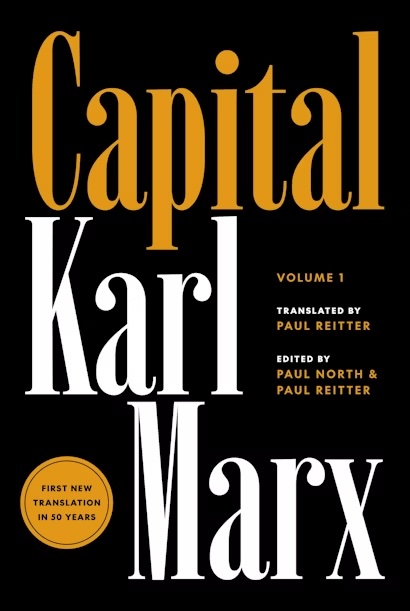 Capital
Karl
Marx
VOLUME 1
TRANSLATED BY
PAUL REITTER
EDITED BY
PAUL NORTH &
PAUL REITTER
FIRST NEW
TRANSLATION
IN 50 YEARS